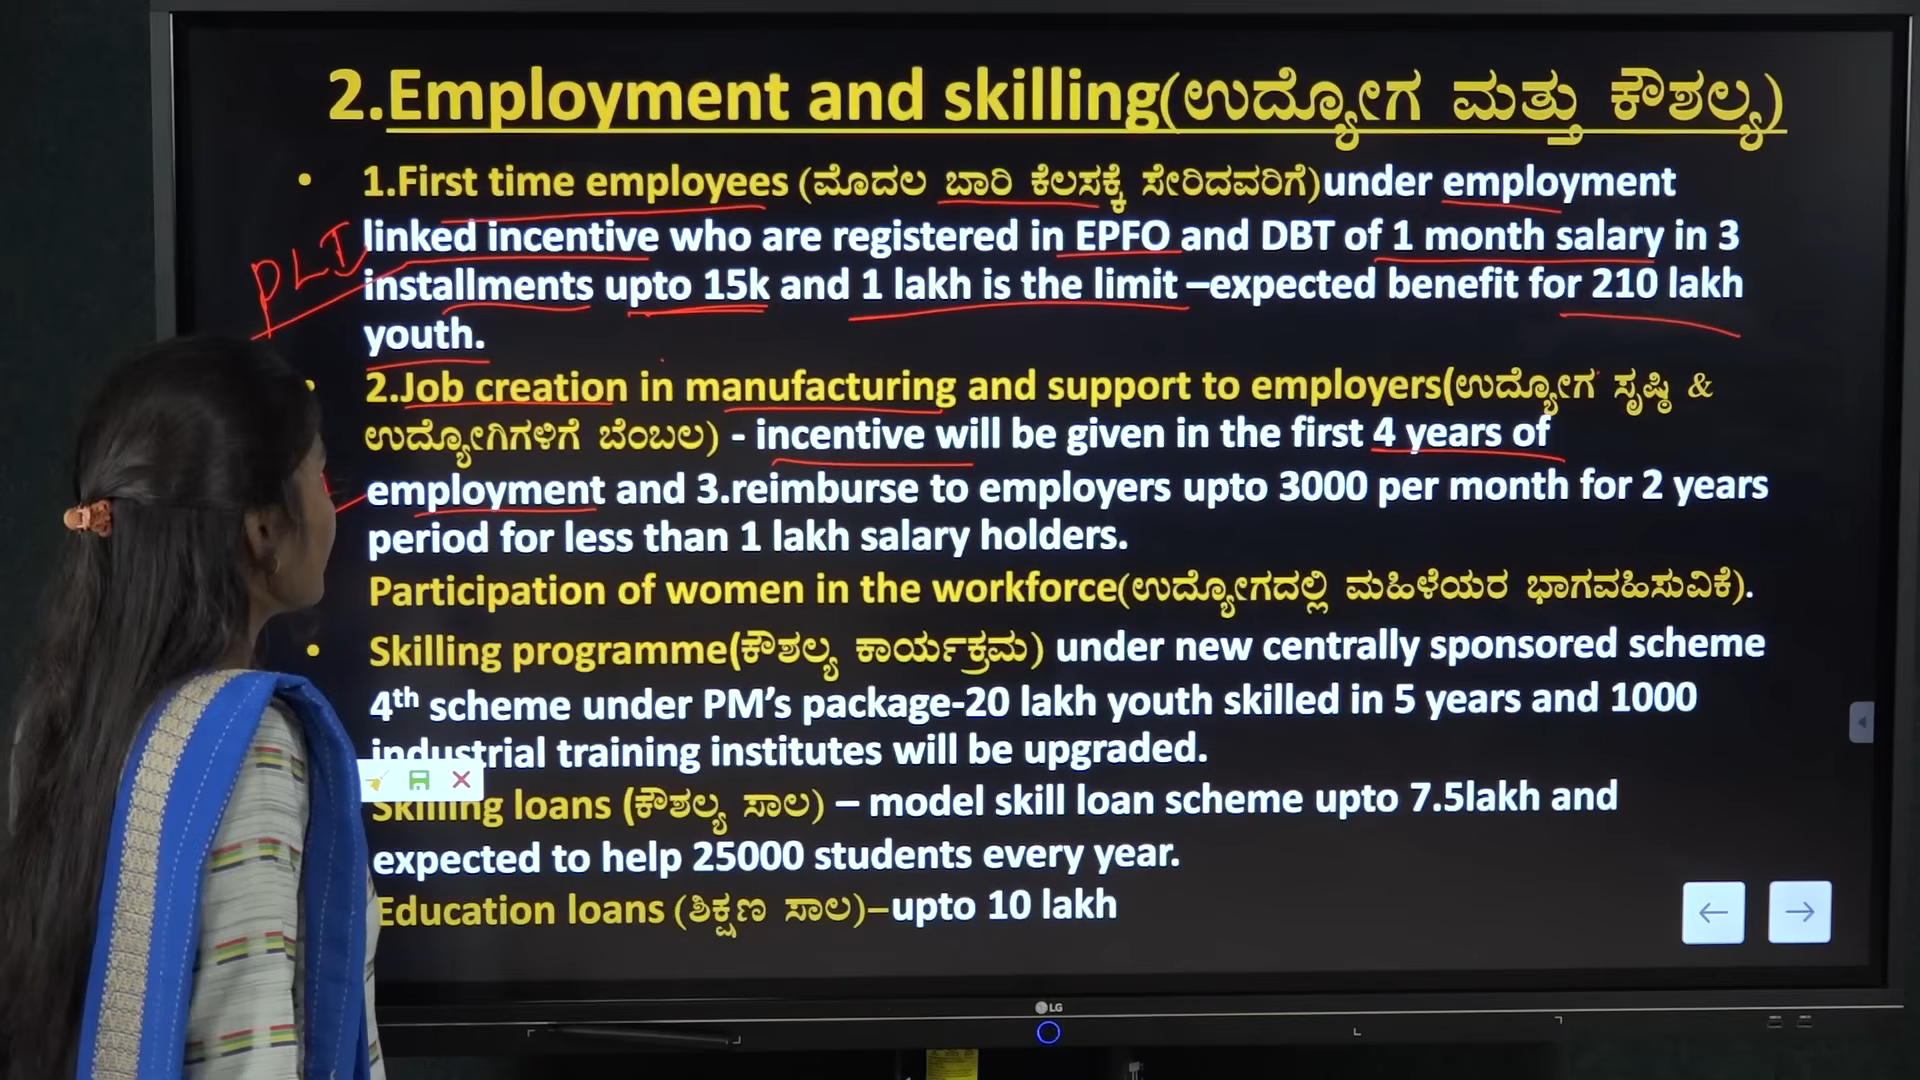 2.Employment and skilling(ಉದ್ಯೋಗ ಮತ್ತು ಕೌಶಲ್ಯ)
• 1.First time employees (ಮೊದಲ ಬಾರಿ ಕೆಲಸಕ್ಕೆ ಸೇರಿದವರಿಗೆ)under employment
PLI linked incentive who are registered in EPFO and DBT of 1 month salary in 3
installments upto 15k and 1 lakh is the limit –expected benefit for 210 lakh
youth.
• 2.Job creation in manufacturing and support to employers(ಉದ್ಯೋಗ ಸೃಷ್ಠಿ &
ಉದ್ಯೋಗಿಗಳಿಗೆ ಬೆಂಬಲ) - incentive will be given in the first 4 years of
employment and 3.reimburse to employers upto 3000 per month for 2 years
period for less than 1 lakh salary holders.
Participation of women in the workforce(ಉದ್ಯೋಗದಲ್ಲಿ ಮಹಿಳೆಯರ ಭಾಗವಹಿಸುವಿಕೆ).
• Skilling programme(ಕೌಶಲ್ಯ ಕಾರ್ಯಕ್ರಮ) under new centrally sponsored scheme
4th scheme under PM’s package-20 lakh youth skilled in 5 years and 1000
industrial training institutes will be upgraded.
Skilling loans (ಕೌಶಲ್ಯ ಸಾಲ) – model skill loan scheme upto 7.5lakh and
expected to help 25000 students every year.
Education loans (ಶಿಕ್ಷಣ ಸಾಲ)–upto 10 lakh
LG